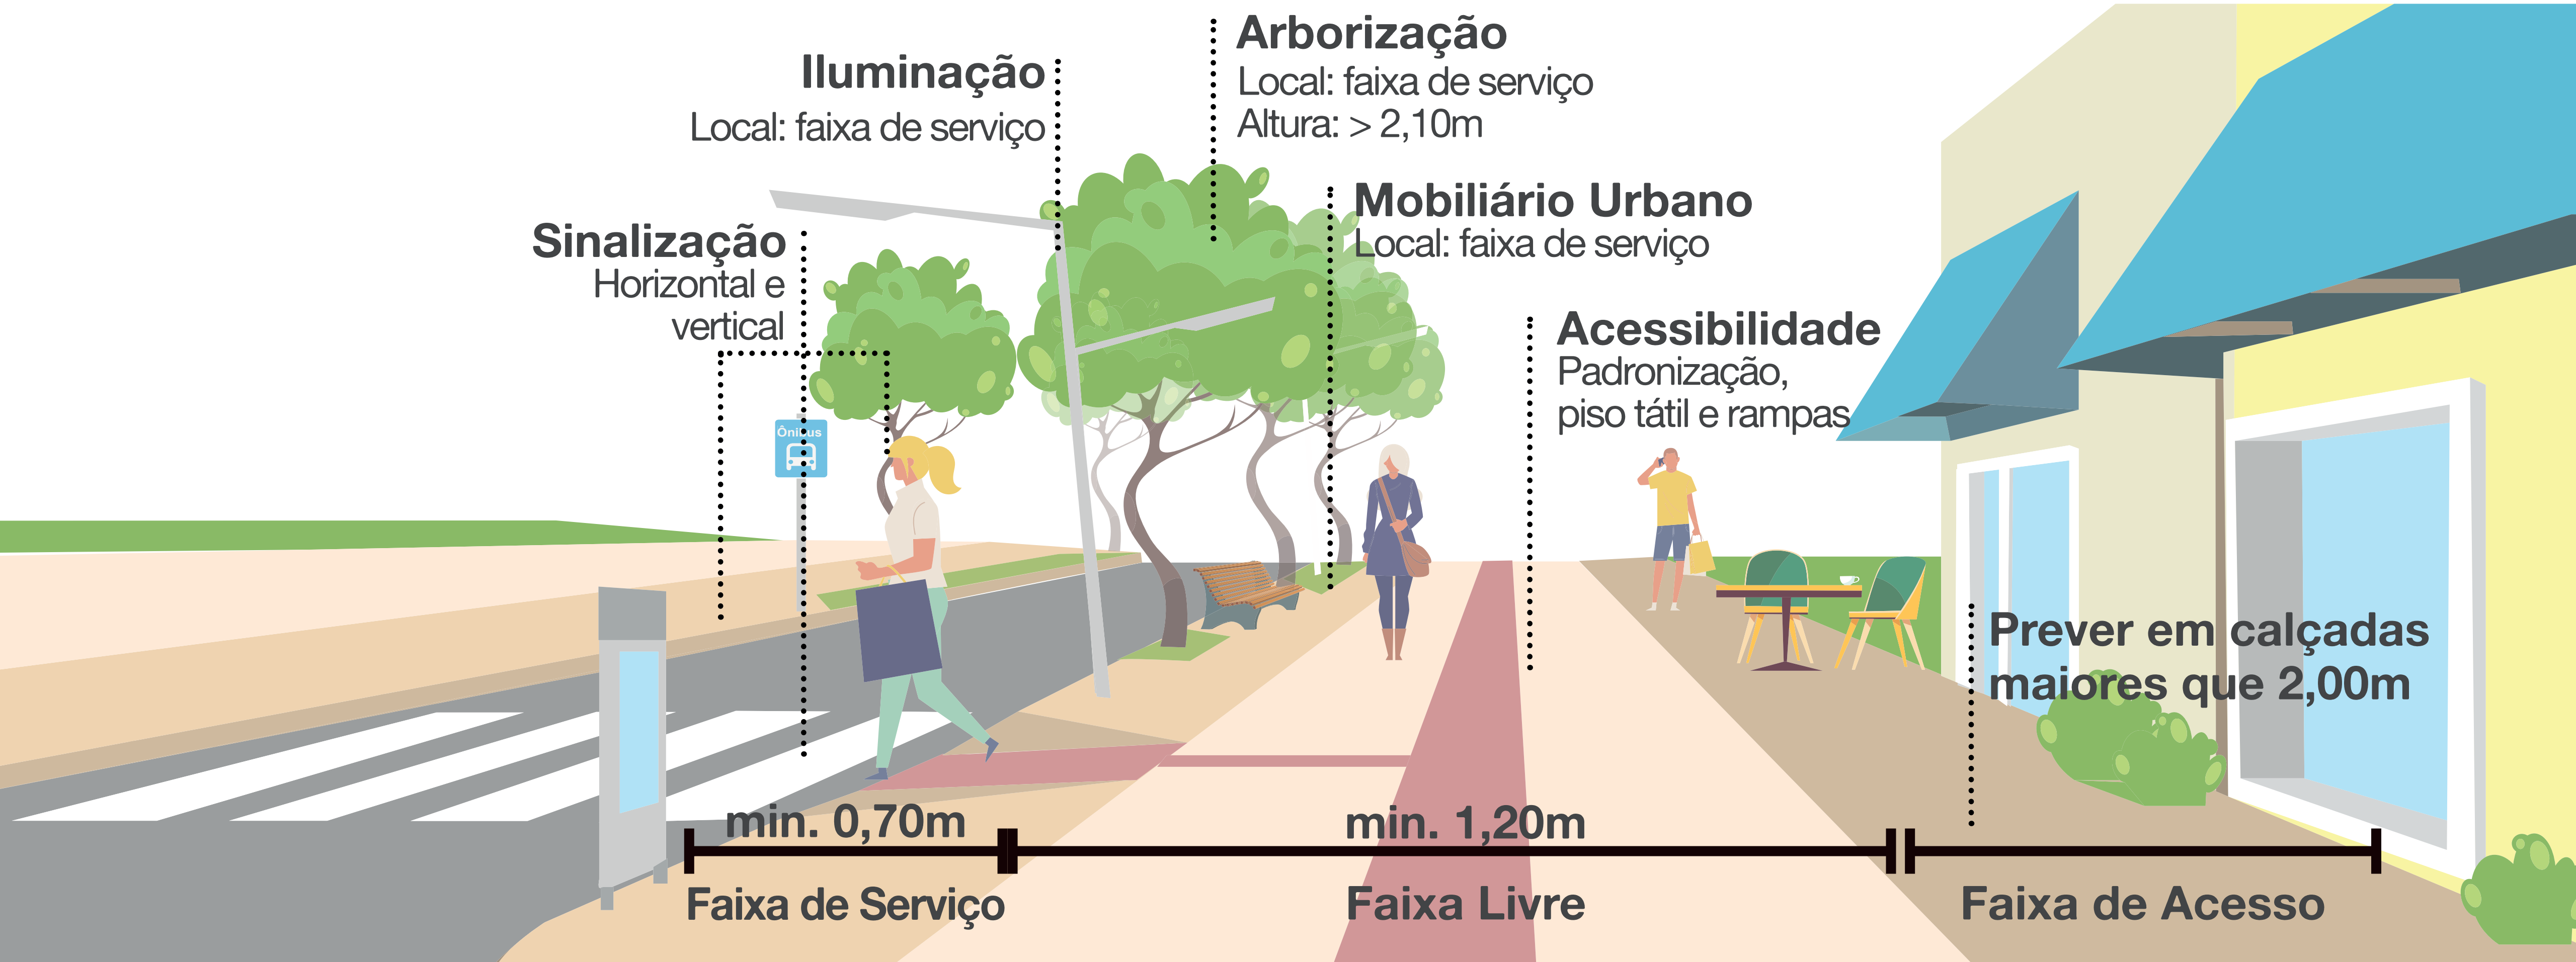 Arborização
Local: faixa de serviço
Altura: > 2,10m
Iluminação
Local: faixa de serviço
Mobiliário Urbano
Local: faixa de serviço
Sinalização
Horizontal e
vertical
Acessibilidade
Padronização,
piso tátil e rampas
Ônibus
Prever em calçadas
maiores que 2,00m
min. 0,70m
min. 1,20m
Faixa de Serviço
Faixa Livre
Faixa de Acesso